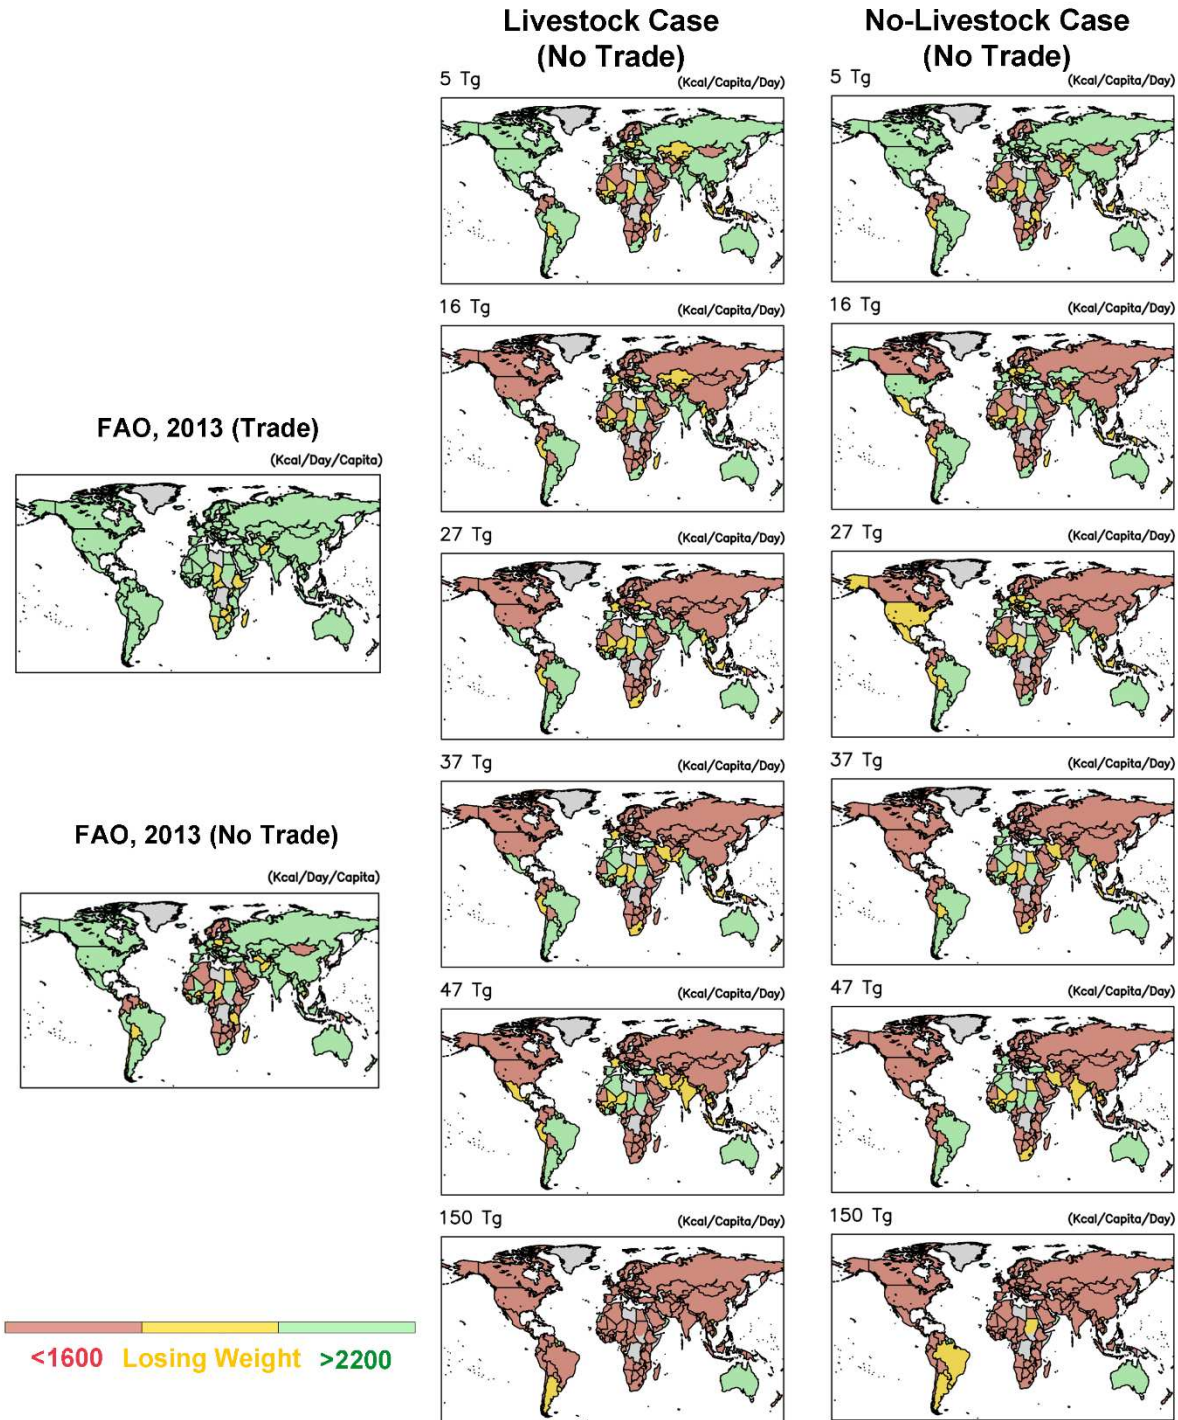 Livestock Case
(No Trade)
No-Livestock Case
(No Trade)
5 Tg
(Kcal/Capita/Day)
5 Tg
(Kcal/Capita/Day)
16 Tg
(Kcal/Capita/Day)
16 Tg
(Kcal/Capita/Day)
FAO, 2013 (Trade)
(Kcal/Day/Capita)
27 Tg
(Kcal/Capita/Day)
27 Tg
(Kcal/Capita/Day)
37 Tg
(Kcal/Capita/Day)
37 Tg
(Kcal/Capita/Day)
FAO, 2013 (No Trade)
(Kcal/Day/Capita)
47 Tg
(Kcal/Capita/Day)
47 Tg
(Kcal/Capita/Day)
150 Tg
(Kcal/Capita/Day)
150 Tg
(Kcal/Capita/Day)
<1600 Losing Weight >2200